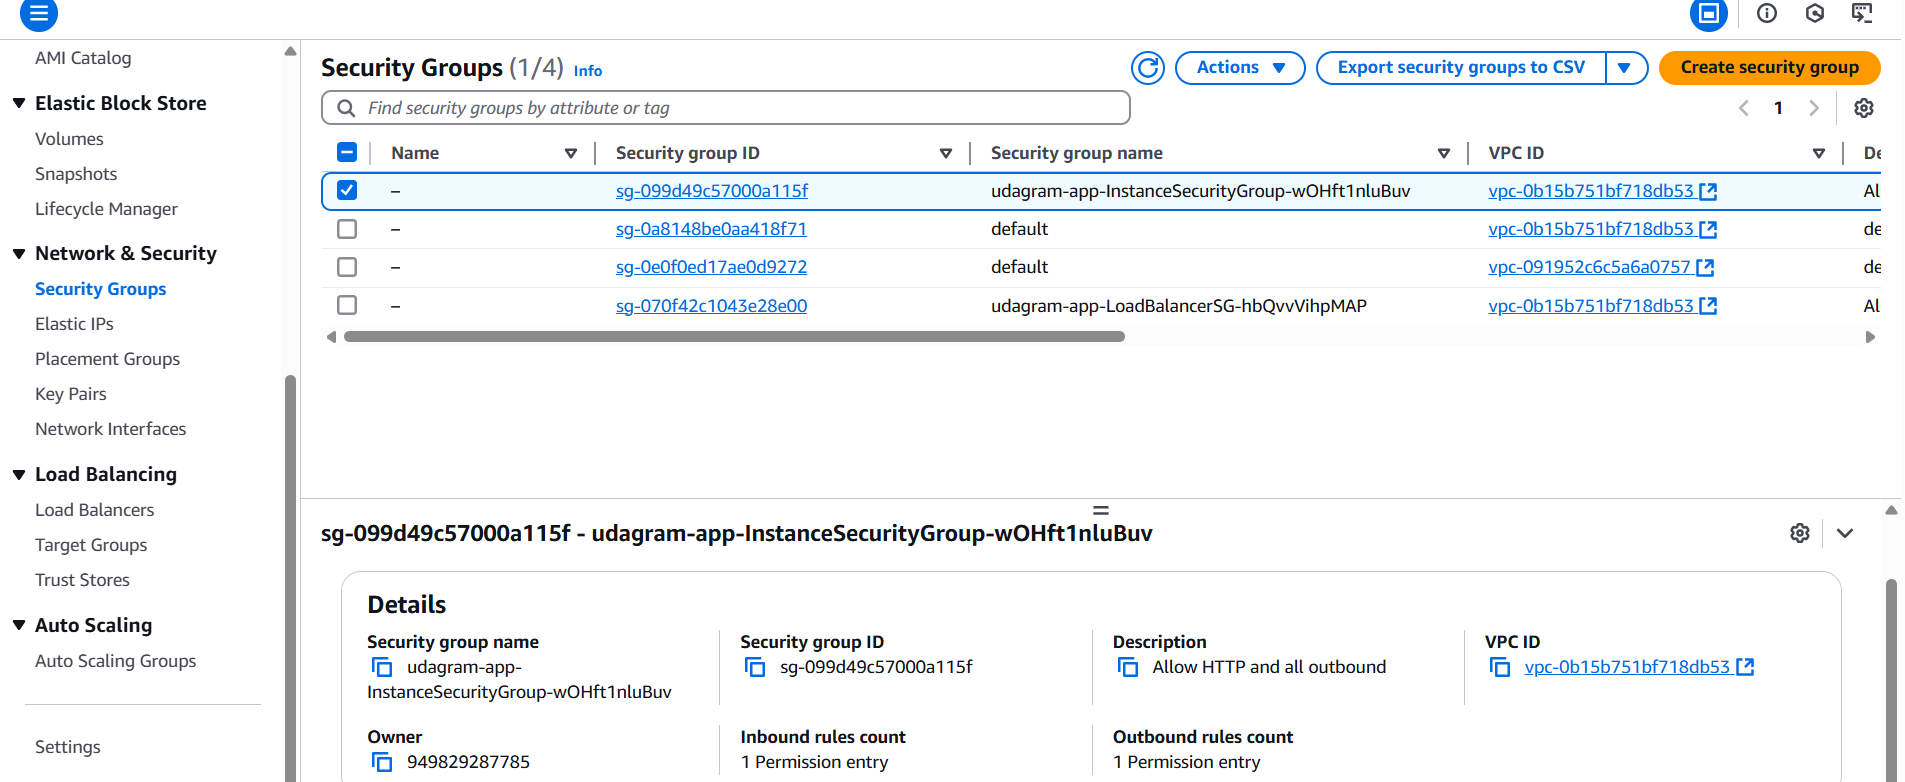 AMI Catalog
Elastic Block Store
Volumes
Snapshots
Lifecycle Manager
Network & Security
Security Groups
Elastic IPs
Placement Groups
Key Pairs
Network Interfaces
Load Balancing
Load Balancers
Target Groups
Trust Stores
Auto Scaling
Auto Scaling Groups
Settings
Security Groups (1/4) Info
Actions
Export security groups to CSV
Create security group
Find security groups by attribute or tag
1
Name Security group ID Security group name VPC ID De
– sg-099d49c57000a115f udagram-app-InstanceSecurityGroup-wOHft1nluBuv vpc-0b15b751bf718db53 Al
– sg-0a8148be0aa418f71 default vpc-0b15b751bf718db53 de
– sg-0e0f0ed17ae0d9272 default vpc-091952c6c5a6a0757 de
– sg-070f42c1043e28e00 udagram-app-LoadBalancerSG-hbQvvVihpMAP vpc-0b15b751bf718db53 Al
sg-099d49c57000a115f - udagram-app-InstanceSecurityGroup-wOHft1nluBuv
Details
Security group name
udagram-app-
InstanceSecurityGroup-wOHft1nluBuv
Security group ID
sg-099d49c57000a115f
Description
Allow HTTP and all outbound
VPC ID
vpc-0b15b751bf718db53
Owner
949829287785
Inbound rules count
1 Permission entry
Outbound rules count
1 Permission entry